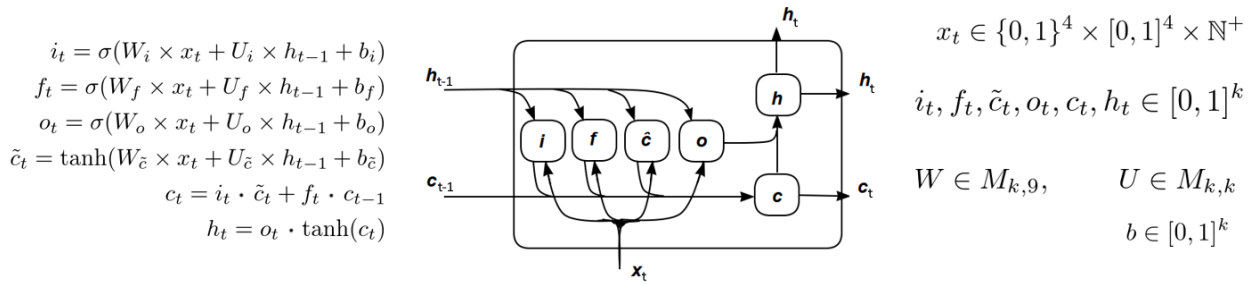 i_t = σ(W_i × x_t + U_i × h_{t−1} + b_i)
f_t = σ(W_f × x_t + U_f × h_{t−1} + b_f)
o_t = σ(W_o × x_t + U_o × h_{t−1} + b_o)
c̃_t = tanh(W_c̃ × x_t + U_c̃ × h_{t−1} + b_c̃)
c_t = i_t · c̃_t + f_t · c_{t−1}
h_t = o_t · tanh(c_t)
h_t
h_{t-1}
h
h_t
i f ĉ o
c_{t-1}
c
c_t
x_t
x_t ∈ {0, 1}^4 × [0, 1]^4 × ℕ^+
i_t, f_t, c̃_t, o_t, c_t, h_t ∈ [0, 1]^k
W ∈ M_{k,9}, U ∈ M_{k,k}
b ∈ [0, 1]^k